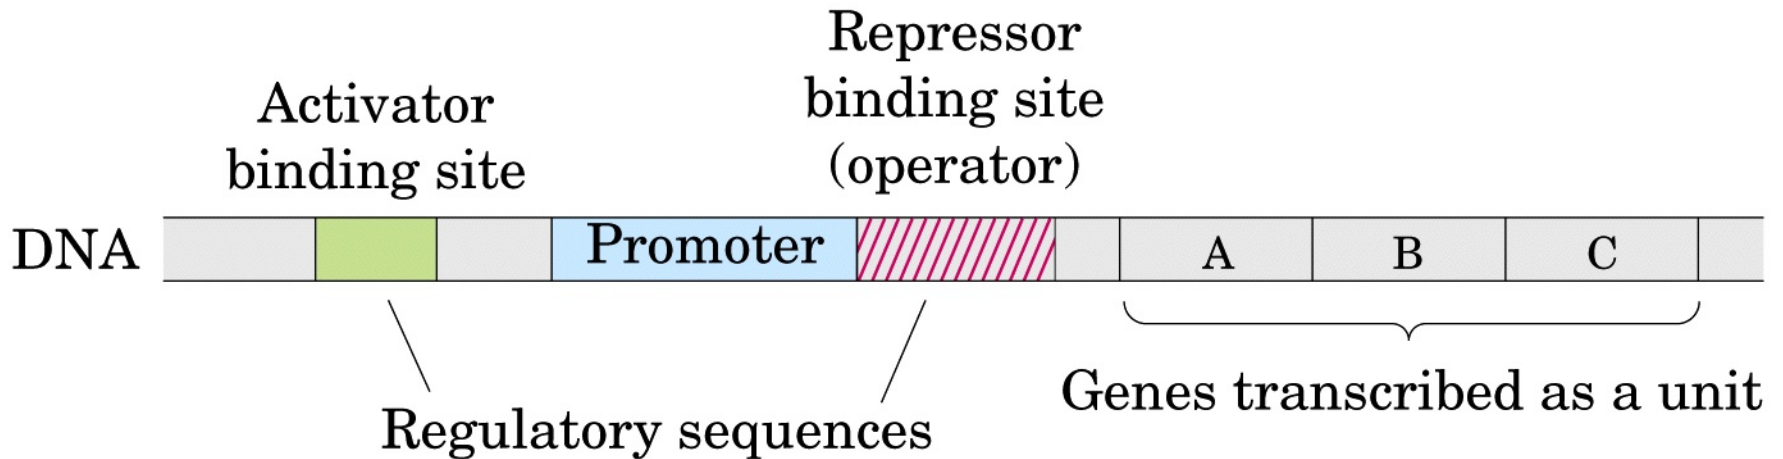 Activator
binding site
Repressor
binding site
(operator)
DNA
Promoter
A
B
C
Regulatory sequences
Genes transcribed as a unit